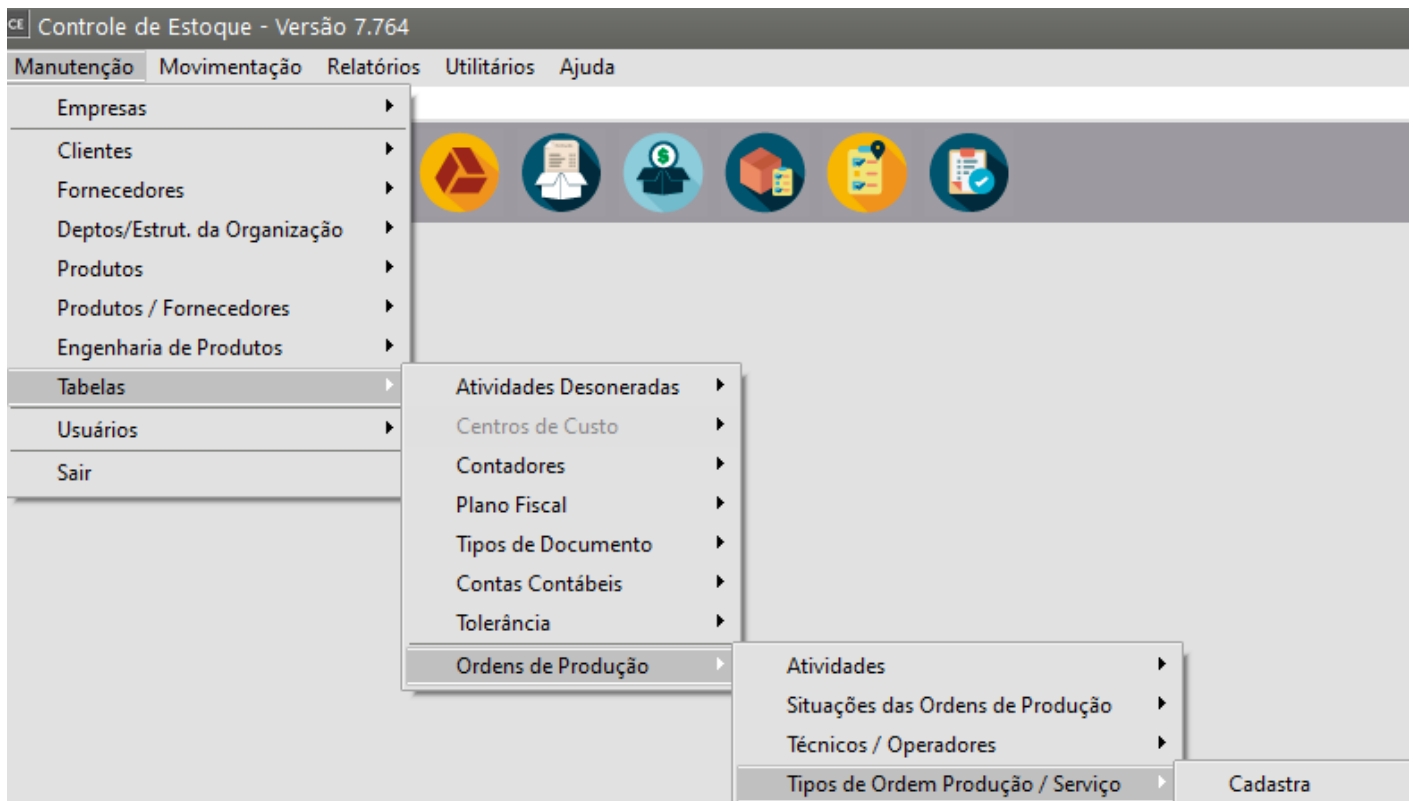 CE Controle de Estoque - Versão 7.764
Manutenção Movimentação Relatórios Utilitários Ajuda
Empresas
Clientes
Fornecedores
Deptos/Estrut. da Organização
Produtos
Produtos / Fornecedores
Engenharia de Produtos
Tabelas
Usuários
Sair
Atividades Desoneradas
Centros de Custo
Contadores
Plano Fiscal
Tipos de Documento
Contas Contábeis
Tolerância
Ordens de Produção
Atividades
Situações das Ordens de Produção
Técnicos / Operadores
Tipos de Ordem Produção / Serviço
Cadastra